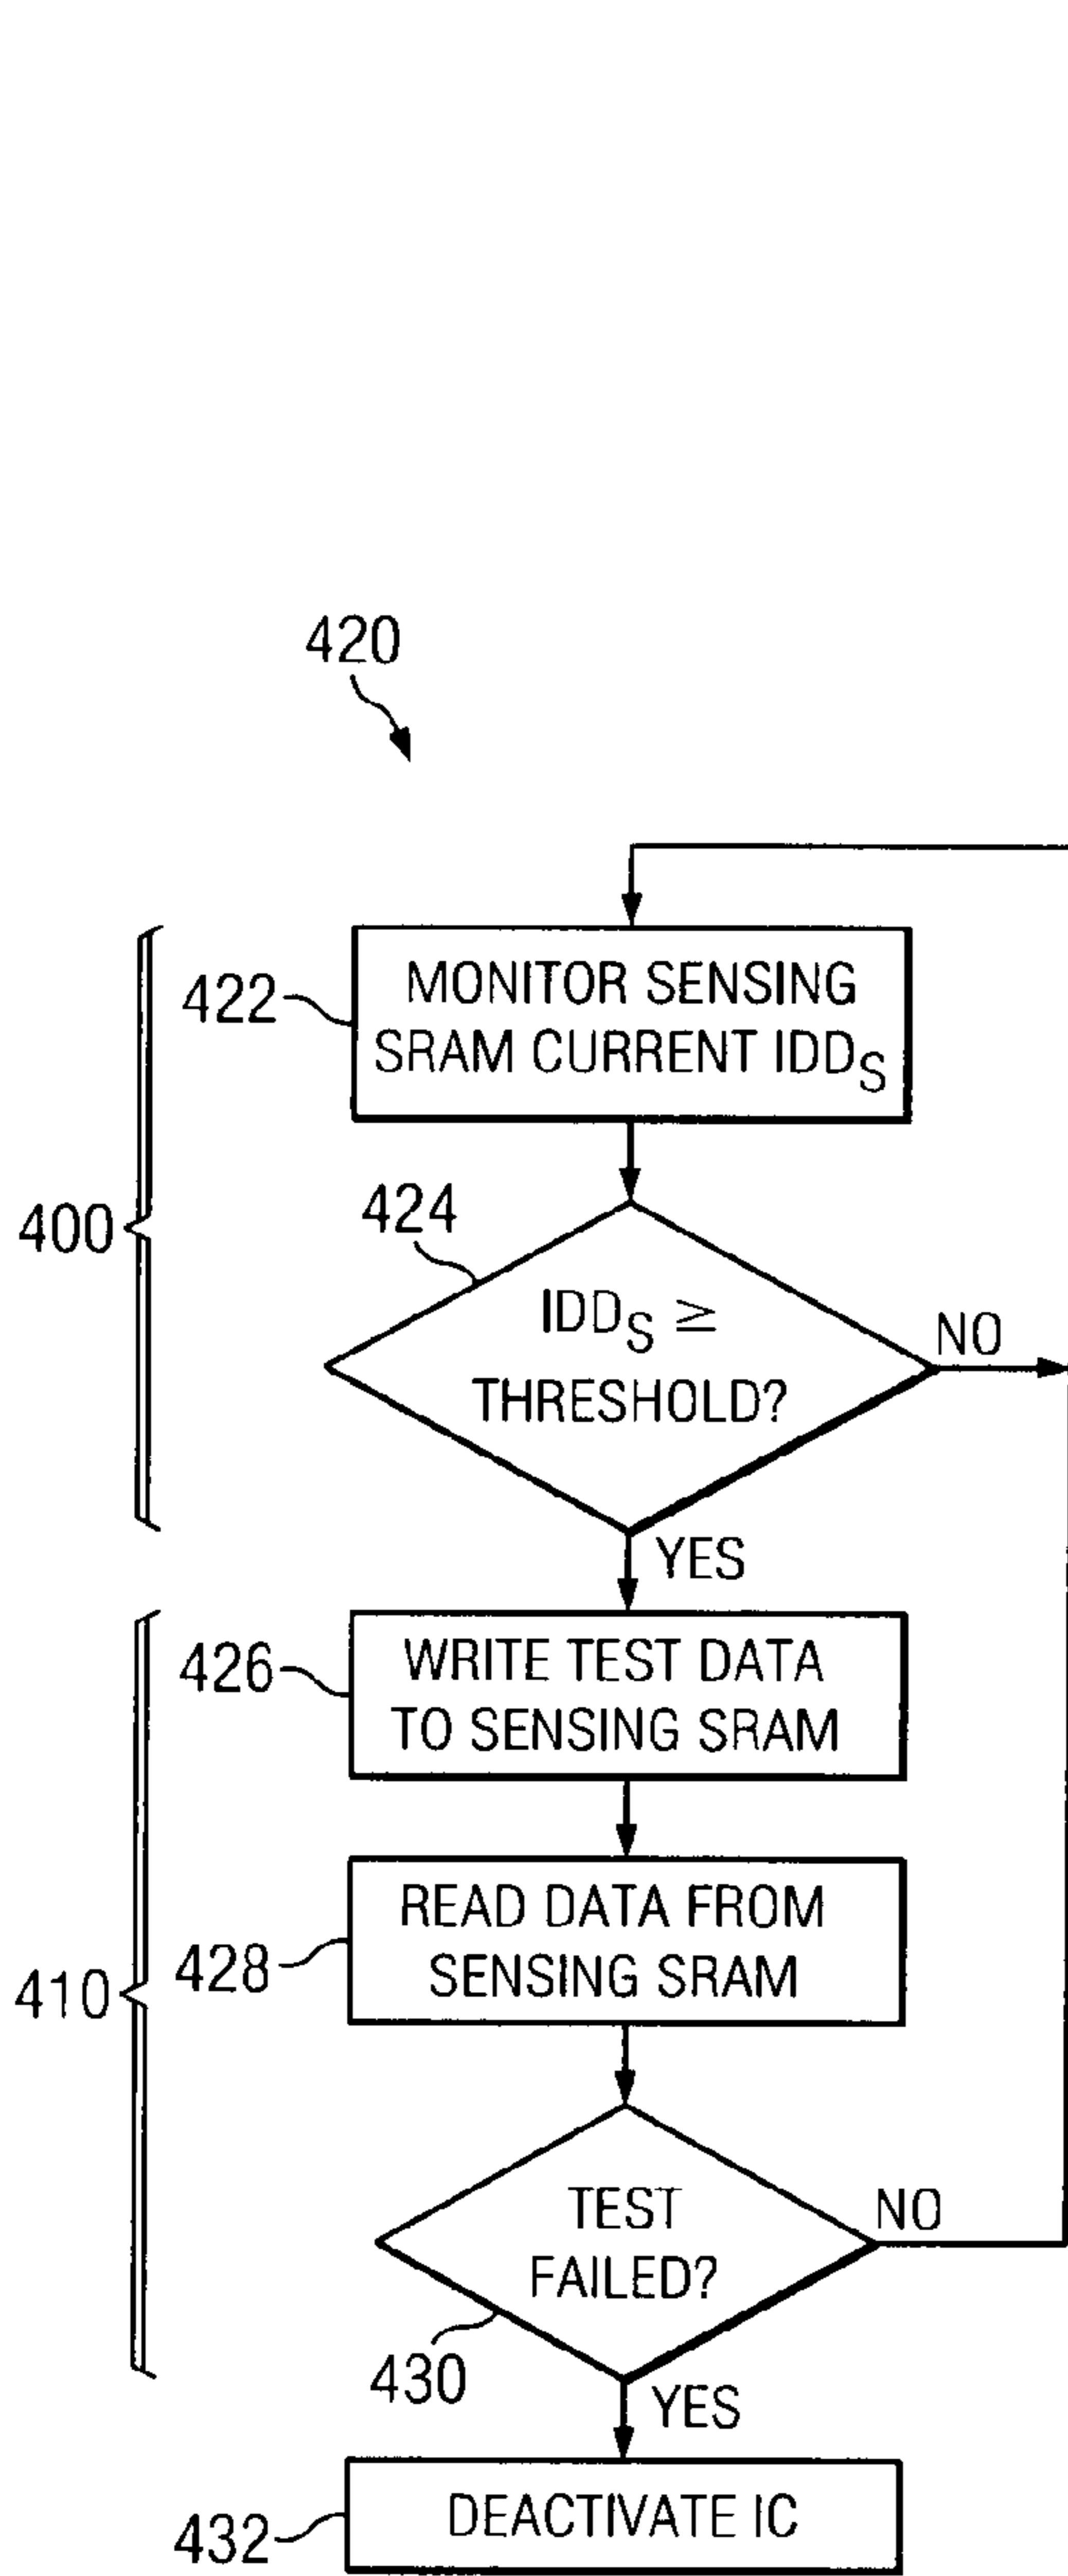 420
422
MONITOR SENSING
SRAM CURRENT IDDS
400
424
IDDS ≥
THRESHOLD?
NO
YES
426
WRITE TEST DATA
TO SENSING SRAM
410
428
READ DATA FROM
SENSING SRAM
TEST
FAILED?
NO
430
YES
432
DEACTIVATE IC